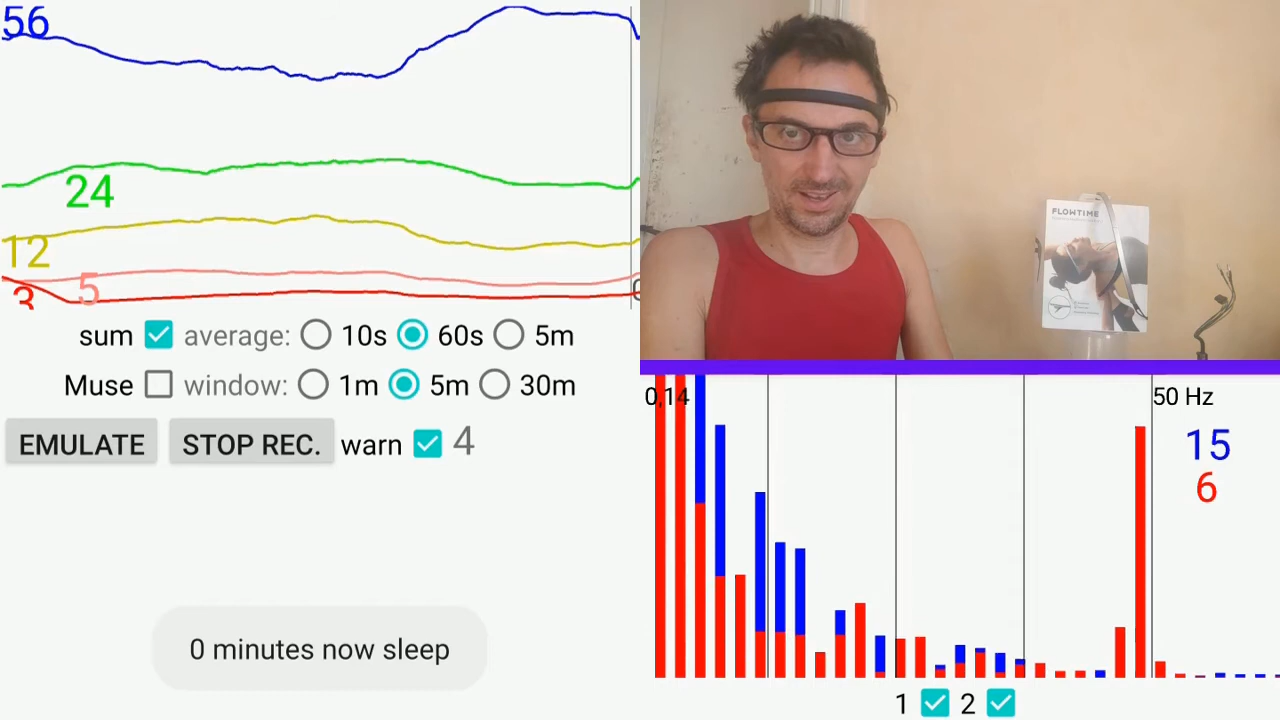 56
24
12
5
3
sum average: 10s 60s 5m
Muse window: 1m 5m 30m
EMULATE STOP REC. warn 4
0 minutes now sleep
FLOWTIME
0,14
50 Hz
15
6
1 2